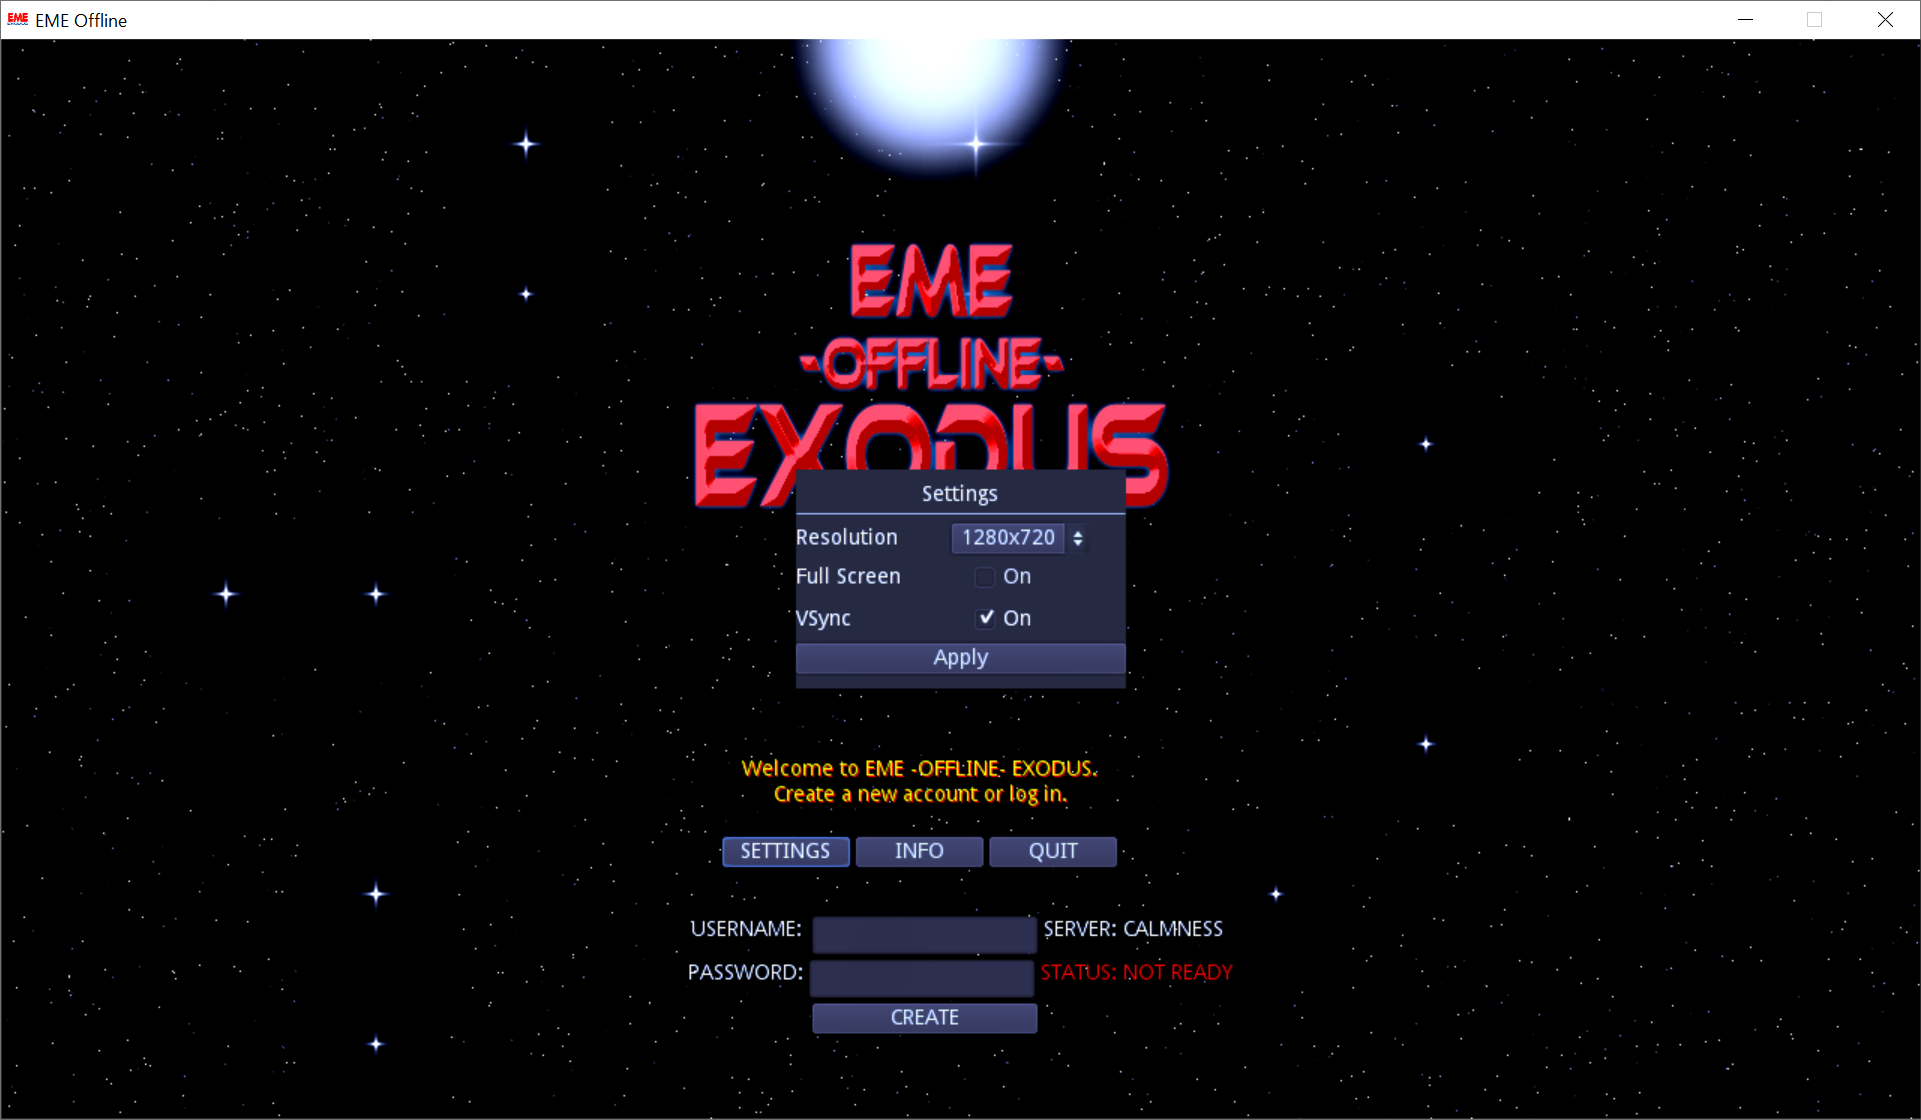 EME Offline
EME
-OFFLINE-
EXODUS
Settings
Resolution 1280x720
Full Screen On
VSync On
Apply
Welcome to EME -OFFLINE- EXODUS.
Create a new account or log in.
SETTINGS INFO QUIT
USERNAME: SERVER: CALMNESS
PASSWORD: STATUS: NOT READY
CREATE